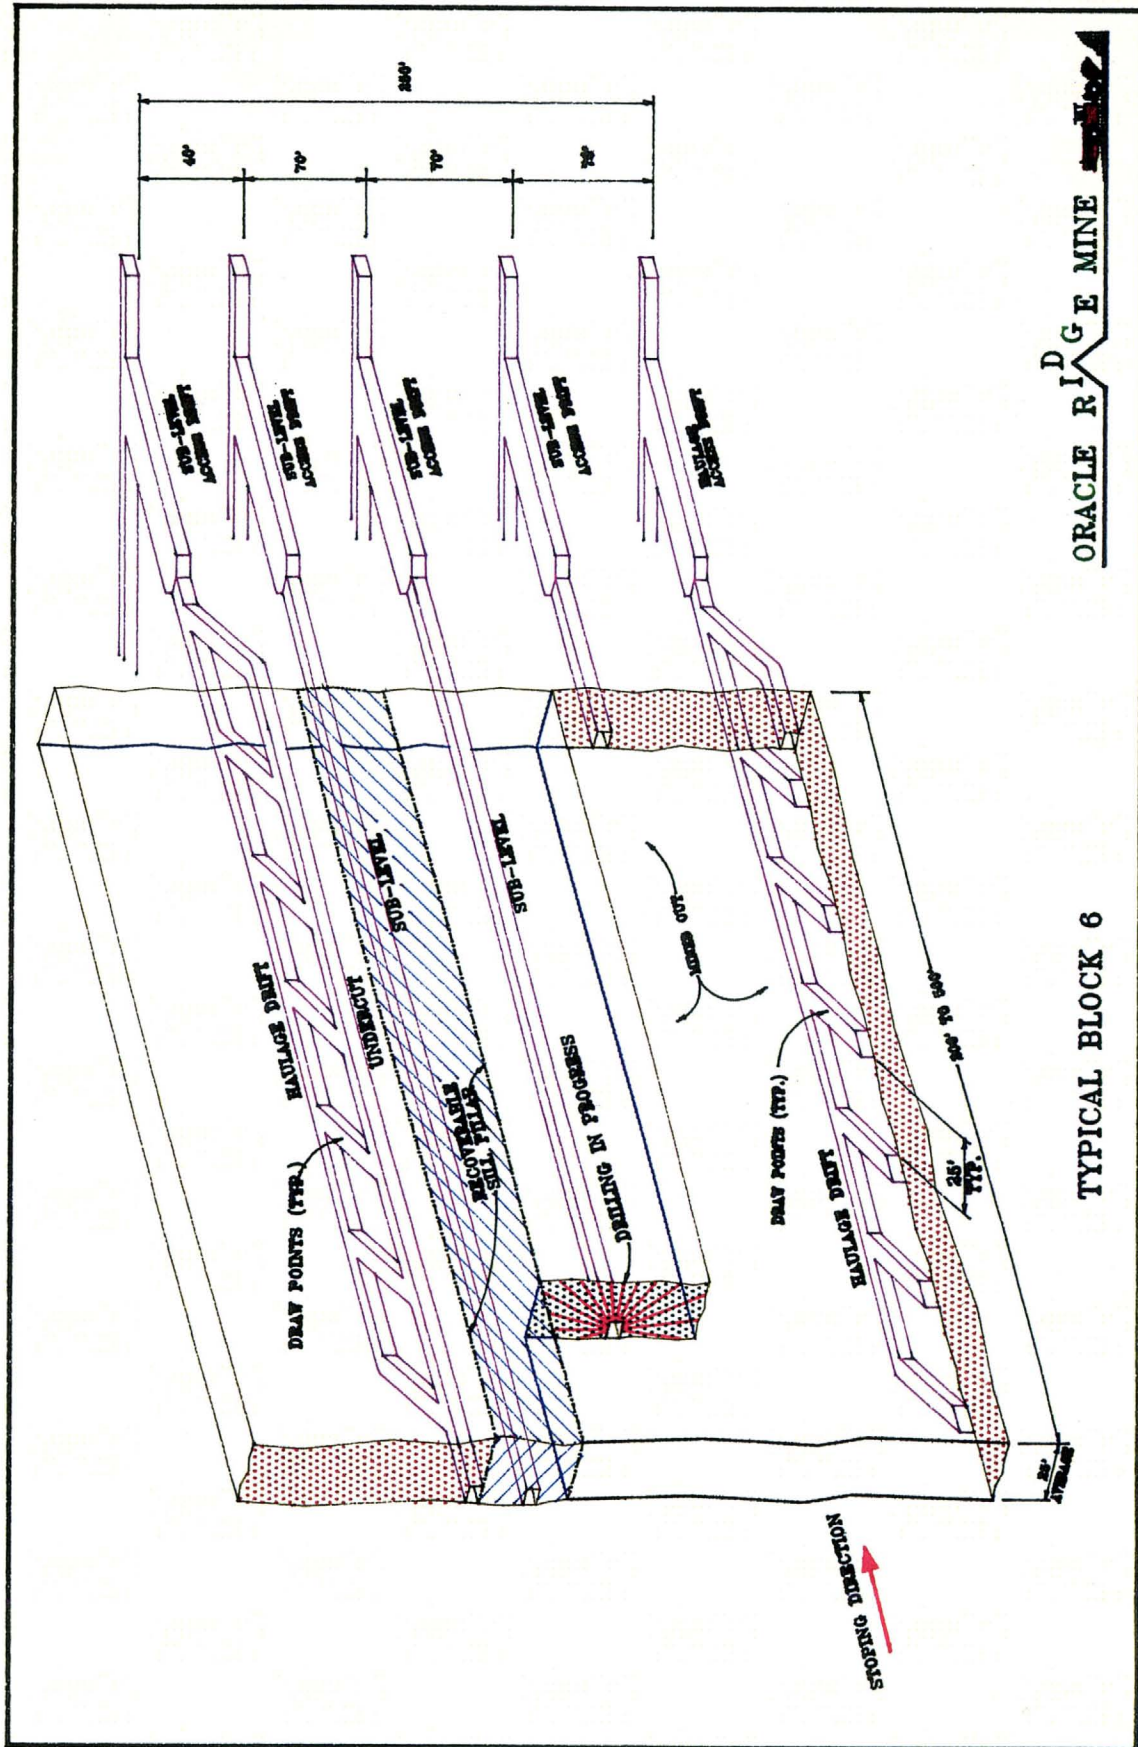 250'
40'
70'
70'
SUB-LEVEL
ACCESS DRIFT
SUB-LEVEL
ACCESS DRIFT
SUB-LEVEL
ACCESS DRIFT
SUB-LEVEL
ACCESS DRIFT
HAULAGE
ACCESS DRIFT
HAULAGE DRIFT
UNDERCUT
SUB-LEVEL
SUB-LEVEL
DRAW POINTS (TYP.)
RECOVERABLE
SILL PILLAR
DRILLING IN PROGRESS
MINED OUT
DRAW POINTS (TYP.)
HAULAGE DRIFT
25'
TYP.
TO 500'
AVERAGE
STOPING DIRECTION
TYPICAL BLOCK 6
ORACLE RIDGE MINE